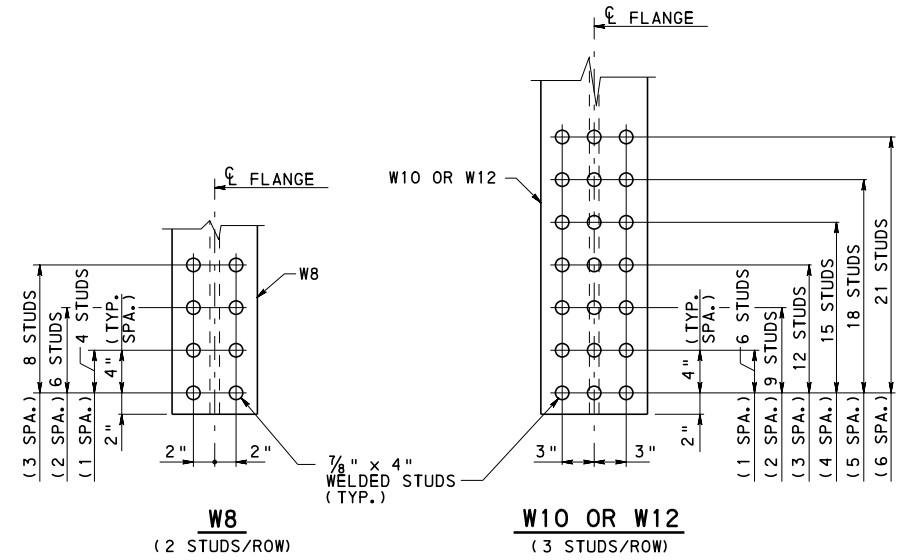 ℄ FLANGE
℄ FLANGE
W10 OR W12
W8
8 STUDS
(3 SPA.)
6 STUDS
(2 SPA.)
4 STUDS
(1 SPA.)
4" (TYP. SPA.)
2"
2"
2"
7/8" x 4"
WELDED STUDS
(TYP.)
3"
3"
4" (TYP. SPA.)
2"
6 STUDS
(1 SPA.)
9 STUDS
(2 SPA.)
12 STUDS
(3 SPA.)
15 STUDS
(4 SPA.)
18 STUDS
(5 SPA.)
21 STUDS
(6 SPA.)
W8
(2 STUDS/ROW)
W10 OR W12
(3 STUDS/ROW)